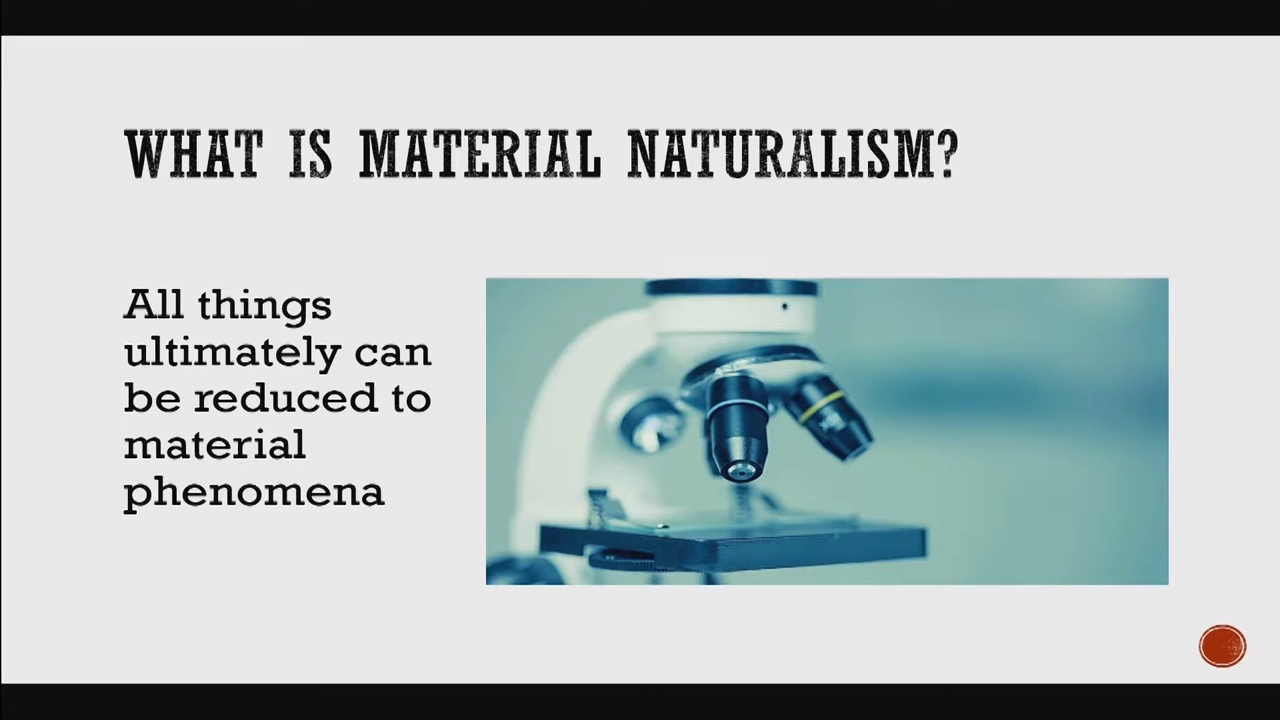 WHAT IS MATERIAL NATURALISM?
All things
ultimately can
be reduced to
material
phenomena